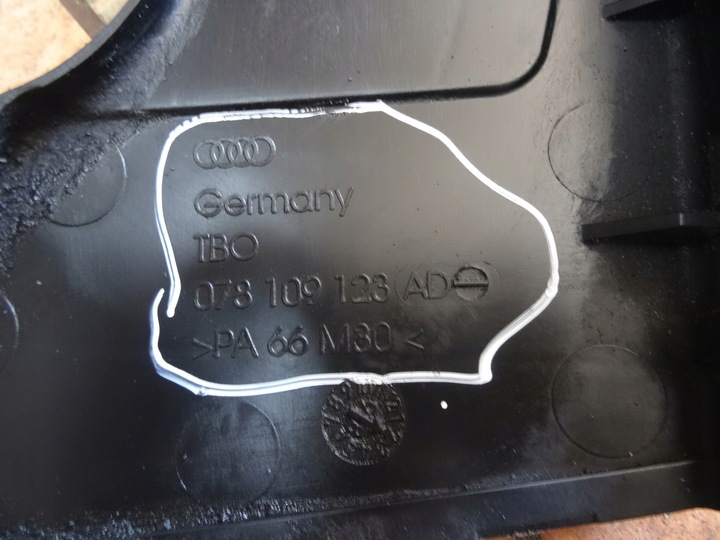 Germany
TBO
078 109 123 AD
>PA 66 M30<